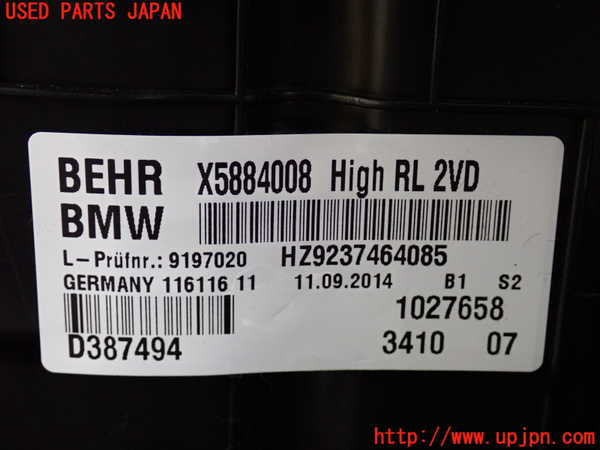 USED PARTS JAPAN
BEHR X5884008 High RL 2VD
BMW
L-Prüfnr.: 9197020 HZ9237464085
GERMANY 116116 11 11.09.2014 B1 S2
1027658
D387494 3410 07
http://www.upjpn.com/